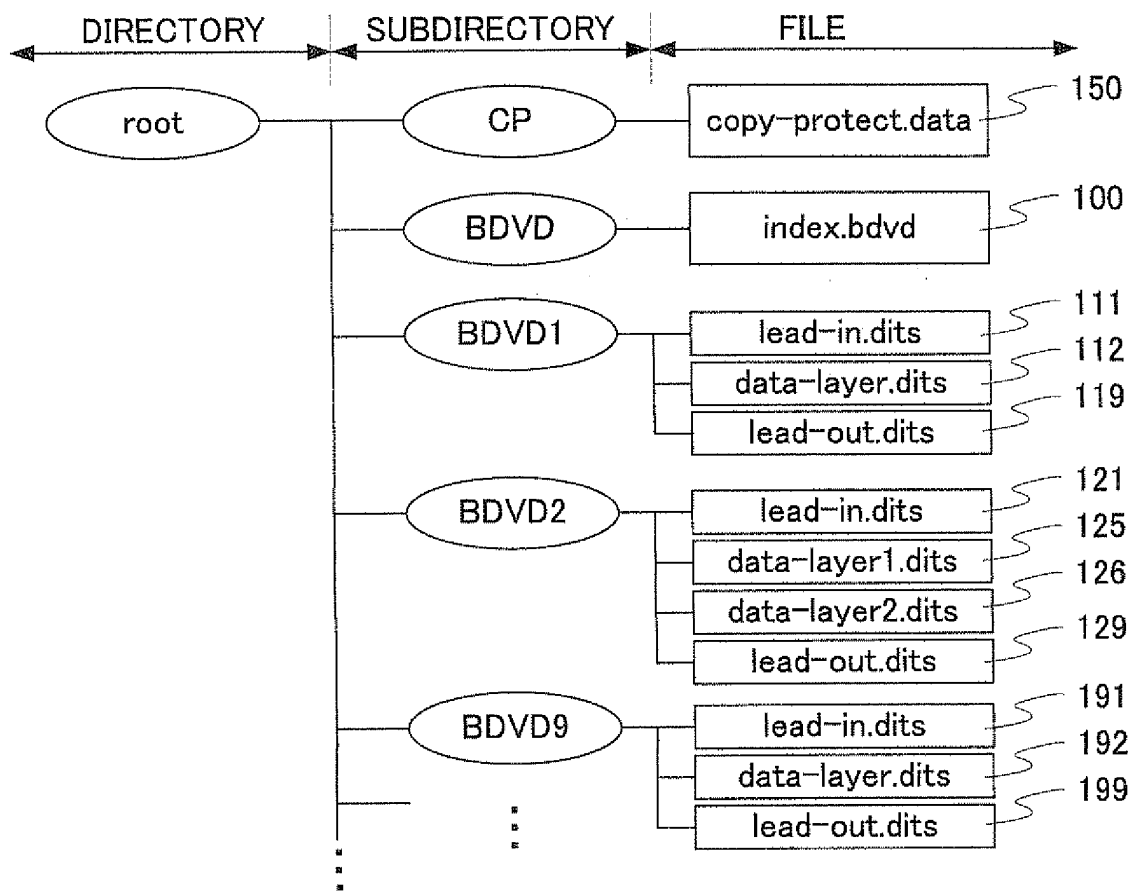 DIRECTORY SUBDIRECTORY FILE
root CP copy-protect.data 150
BDVD index.bdvd 100
BDVD1 lead-in.dits 111
data-layer.dits 112
lead-out.dits 119
BDVD2 lead-in.dits 121
data-layer1.dits 125
data-layer2.dits 126
lead-out.dits 129
BDVD9 lead-in.dits 191
data-layer.dits 192
lead-out.dits 199